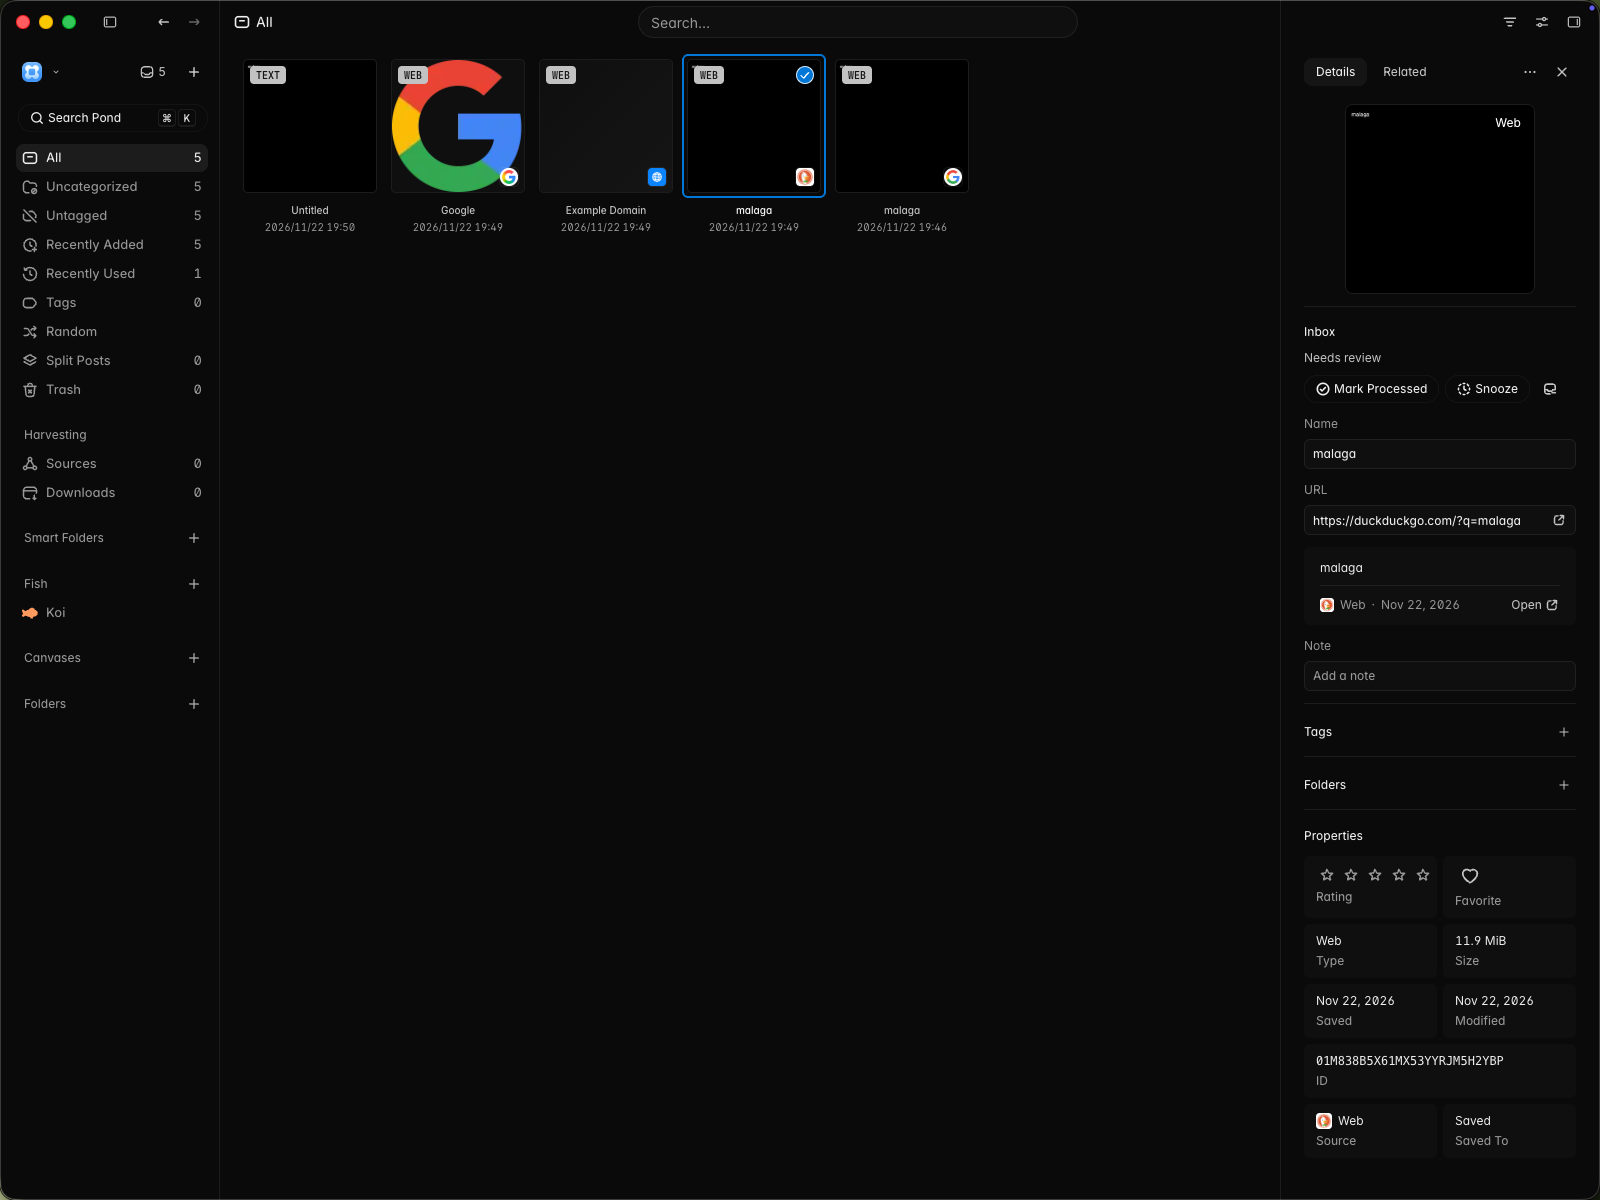 All
Search...
5
Search Pond
⌘ K
All 5
Uncategorized 5
Untagged 5
Recently Added 5
Recently Used 1
Tags 0
Random
Split Posts 0
Trash 0
Harvesting
Sources 0
Downloads 0
Smart Folders
Fish
Koi
Canvases
Folders
TEXT
Untitled
2026/11/22 19:50
WEB
Google
2026/11/22 19:49
WEB
Example Domain
2026/11/22 19:49
WEB
malaga
2026/11/22 19:49
WEB
malaga
2026/11/22 19:46
Details Related
malaga
Web
Inbox
Needs review
Mark Processed Snooze
Name
malaga
URL
https://duckduckgo.com/?q=malaga
malaga
Web · Nov 22, 2026 Open
Note
Add a note
Tags
Folders
Properties
Rating
Favorite
Web
Type
11.9 MiB
Size
Nov 22, 2026
Saved
Nov 22, 2026
Modified
01M838B5X61MX53YYRJM5H2YBP
ID
Web
Source
Saved
Saved To